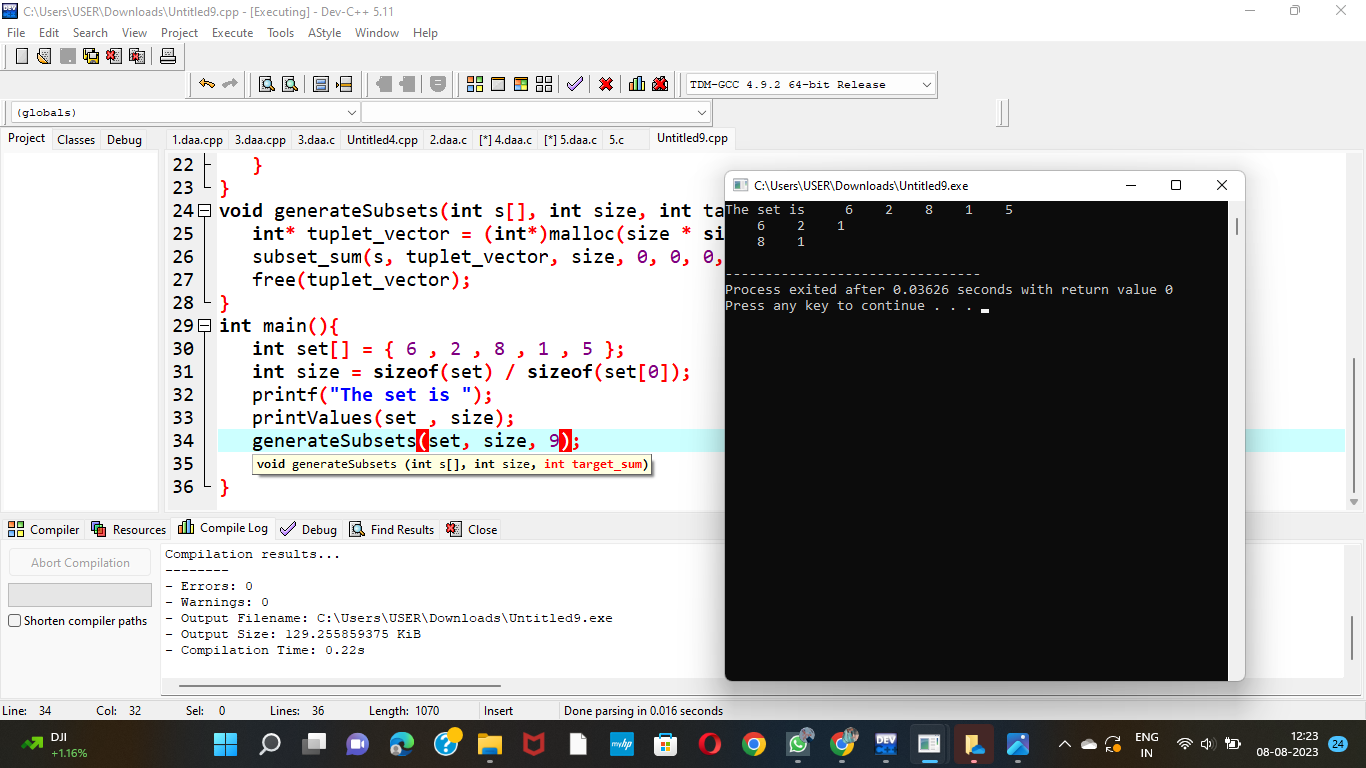 C:\Users\USER\Downloads\Untitled9.cpp - [Executing] - Dev-C++ 5.11
File Edit Search View Project Execute Tools AStyle Window Help
TDM-GCC 4.9.2 64-bit Release
(globals)
Project Classes Debug
1.daa.cpp 3.daa.cpp 3.daa.c Untitled4.cpp 2.daa.c [*] 4.daa.c [*] 5.daa.c 5.c Untitled9.cpp
22 }
23 }
24 void generateSubsets(int s[], int size, int ta
25 int* tuplet_vector = (int*)malloc(size * si
26 subset_sum(s, tuplet_vector, size, 0, 0, 0,
27 free(tuplet_vector);
28 }
29 int main(){
30 int set[] = { 6 , 2 , 8 , 1 , 5 };
31 int size = sizeof(set) / sizeof(set[0]);
32 printf("The set is ");
33 printValues(set , size);
34 generateSubsets(set, size, 9);
35
void generateSubsets (int s[], int size, int target_sum)
36 }
C:\Users\USER\Downloads\Untitled9.exe
The set is 6 2 8 1 5
6 2 1
8 1
--------------------------------
Process exited after 0.03626 seconds with return value 0
Press any key to continue . . .
Compiler Resources Compile Log Debug Find Results Close
Abort Compilation
Shorten compiler paths
Compilation results...
--------
- Errors: 0
- Warnings: 0
- Output Filename: C:\Users\USER\Downloads\Untitled9.exe
- Output Size: 129.255859375 KiB
- Compilation Time: 0.22s
Line: 34 Col: 32 Sel: 0 Lines: 36 Length: 1070 Insert Done parsing in 0.016 seconds
DJI
+1.16%
myhp
DEV
ENG
IN
12:23
08-08-2023
24